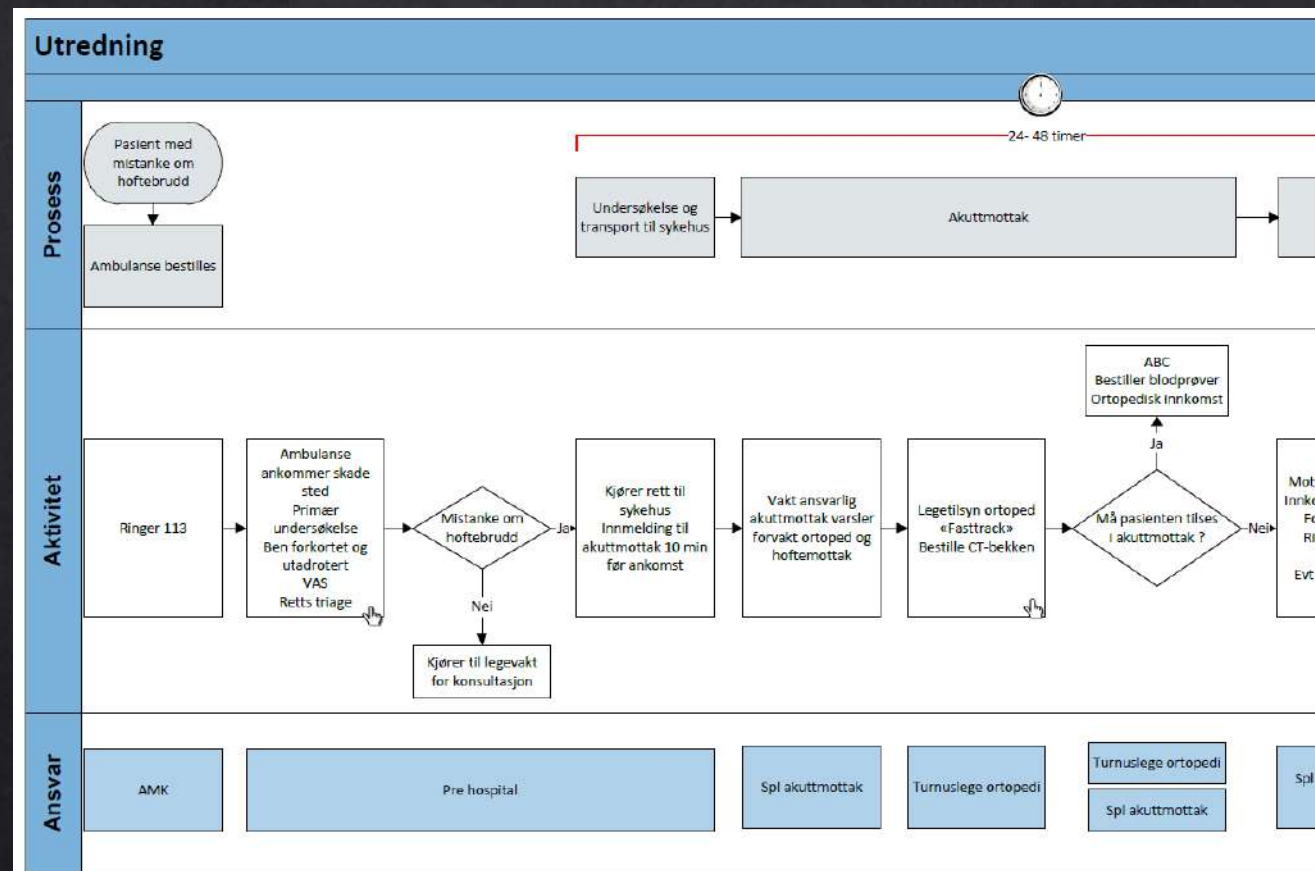 Utredning
Prosess
Pasient med
mistanke om
hoftebrudd
Ambulanse bestilles
24- 48 timer
Undersøkelse og
transport til sykehus
Akuttmottak
Aktivitet
Ringer 113
Ambulanse
ankommer skade
sted
Primær
undersøkelse
Ben forkortet og
utadrotert
VAS
Retts triage
Mistanke om
hoftebrudd
Ja
Nei
Kjører til legevakt
for konsultasjon
Kjører rett til
sykehus
Innmelding til
akuttmottak 10 min
før ankomst
Vakt ansvarlig
akuttmottak varsler
forvakt ortoped og
hoftemottak
Legetilsyn ortoped
«Fasttrack»
Bestille CT-bekken
Må pasienten tilses
i akuttmottak ?
Ja
ABC
Bestiller blodprøver
Ortopedisk innkomst
Nei
Evt
Ansvar
AMK
Pre hospital
Spl akuttmottak
Turnuslege ortopedi
Turnuslege ortopedi
Spl akuttmottak
Spl